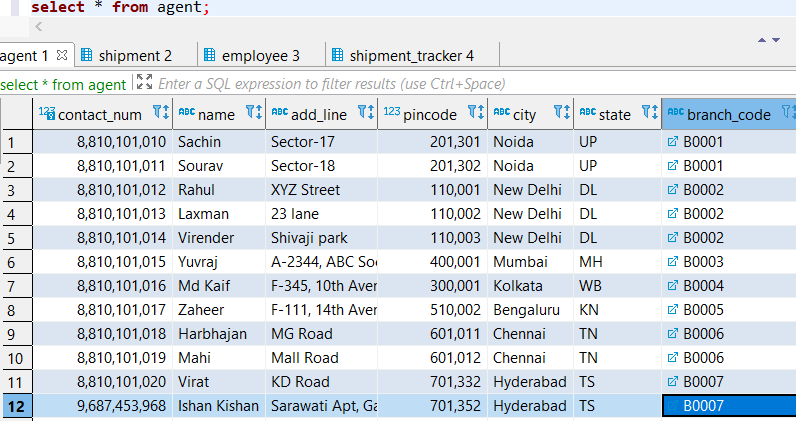 select * from agent;
agent 1 shipment 2 employee 3 shipment_tracker 4
select * from agent Enter a SQL expression to filter results (use Ctrl+Space)
123 contact_num ABC name ABC add_line 123 pincode ABC city ABC state ABC branch_code
1 8,810,101,010 Sachin Sector-17 201,301 Noida UP B0001
2 8,810,101,011 Sourav Sector-18 201,302 Noida UP B0001
3 8,810,101,012 Rahul XYZ Street 110,001 New Delhi DL B0002
4 8,810,101,013 Laxman 23 lane 110,002 New Delhi DL B0002
5 8,810,101,014 Virender Shivaji park 110,003 New Delhi DL B0002
6 8,810,101,015 Yuvraj A-2344, ABC Soc 400,001 Mumbai MH B0003
7 8,810,101,016 Md Kaif F-345, 10th Aven 300,001 Kolkata WB B0004
8 8,810,101,017 Zaheer F-111, 14th Aven 510,002 Bengaluru KN B0005
9 8,810,101,018 Harbhajan MG Road 601,011 Chennai TN B0006
10 8,810,101,019 Mahi Mall Road 601,012 Chennai TN B0006
11 8,810,101,020 Virat KD Road 701,332 Hyderabad TS B0007
12 9,687,453,968 Ishan Kishan Sarawati Apt, Ga 701,352 Hyderabad TS B0007